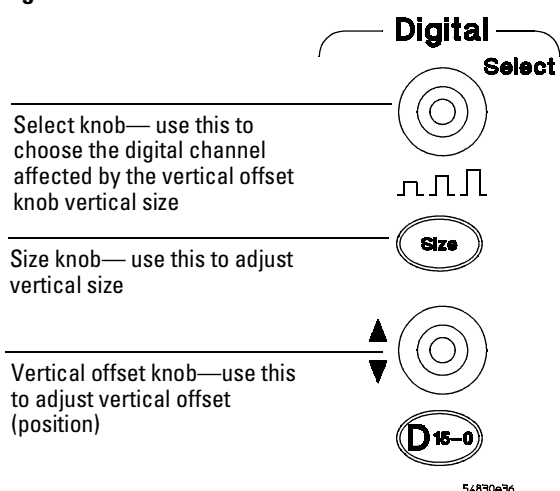 Digital
Select
Select knob— use this to
choose the digital channel
affected by the vertical offset
knob vertical size
Size
Size knob— use this to adjust
vertical size
Vertical offset knob—use this
to adjust vertical offset
(position)
D 15–0
54830e36